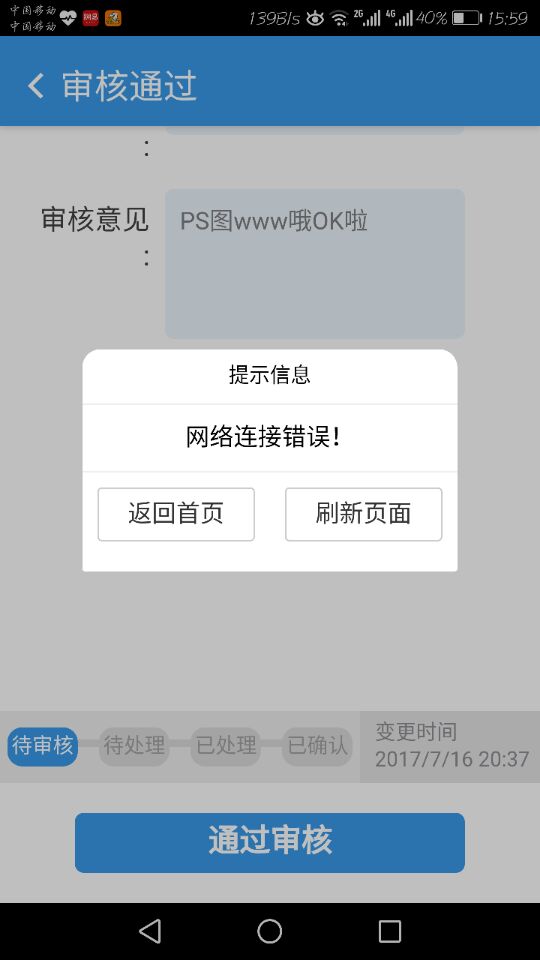 中国移动
中国移动
网易
139B/s
2G
4G
40%
15:59
审核通过
:
审核意见
:
PS图www哦OK啦
提示信息
网络连接错误!
返回首页
刷新页面
待审核
待处理
已处理
已确认
变更时间
2017/7/16 20:37
通过审核